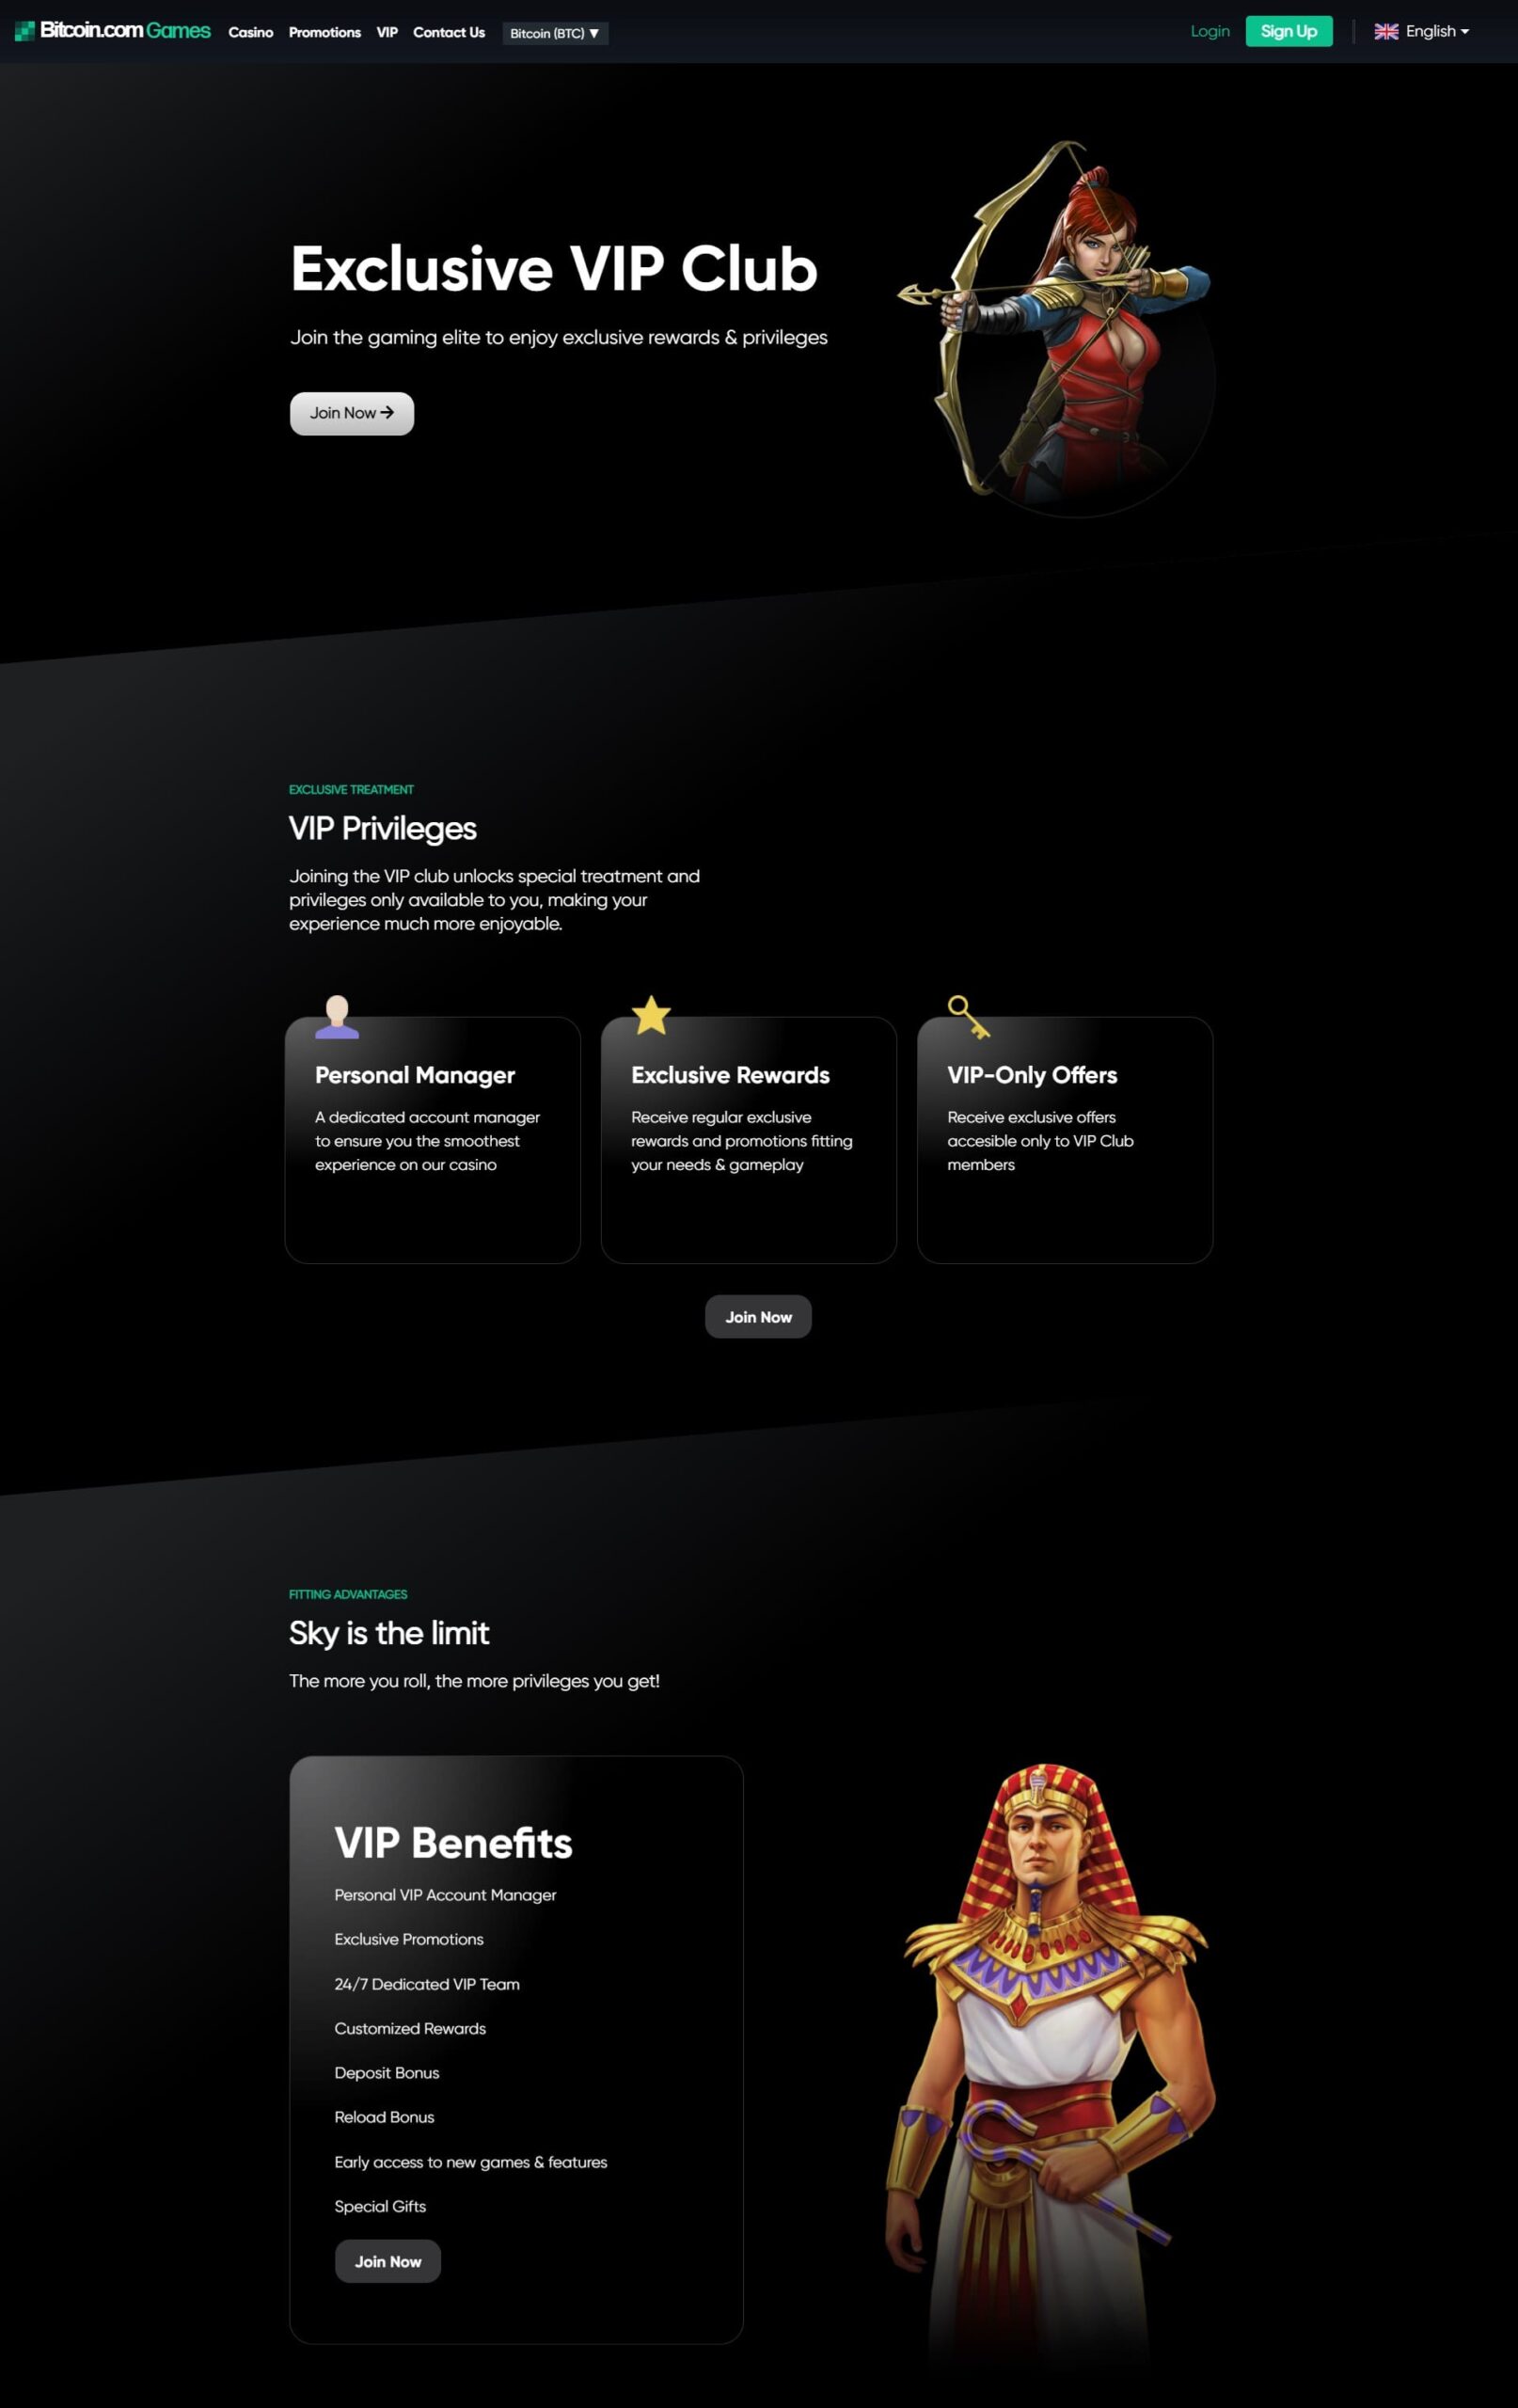 Bitcoin.com Games Casino Promotions VIP Contact Us Bitcoin (BTC) ▼ Login Sign Up English
Exclusive VIP Club
Join the gaming elite to enjoy exclusive rewards & privileges
Join Now →
EXCLUSIVE TREATMENT
VIP Privileges
Joining the VIP club unlocks special treatment and
privileges only available to you, making your
experience much more enjoyable.
Personal Manager
A dedicated account manager
to ensure you the smoothest
experience on our casino
Exclusive Rewards
Receive regular exclusive
rewards and promotions fitting
your needs & gameplay
VIP-Only Offers
Receive exclusive offers
accesible only to VIP Club
members
Join Now
FITTING ADVANTAGES
Sky is the limit
The more you roll, the more privileges you get!
VIP Benefits
Personal VIP Account Manager
Exclusive Promotions
24/7 Dedicated VIP Team
Customized Rewards
Deposit Bonus
Reload Bonus
Early access to new games & features
Special Gifts
Join Now